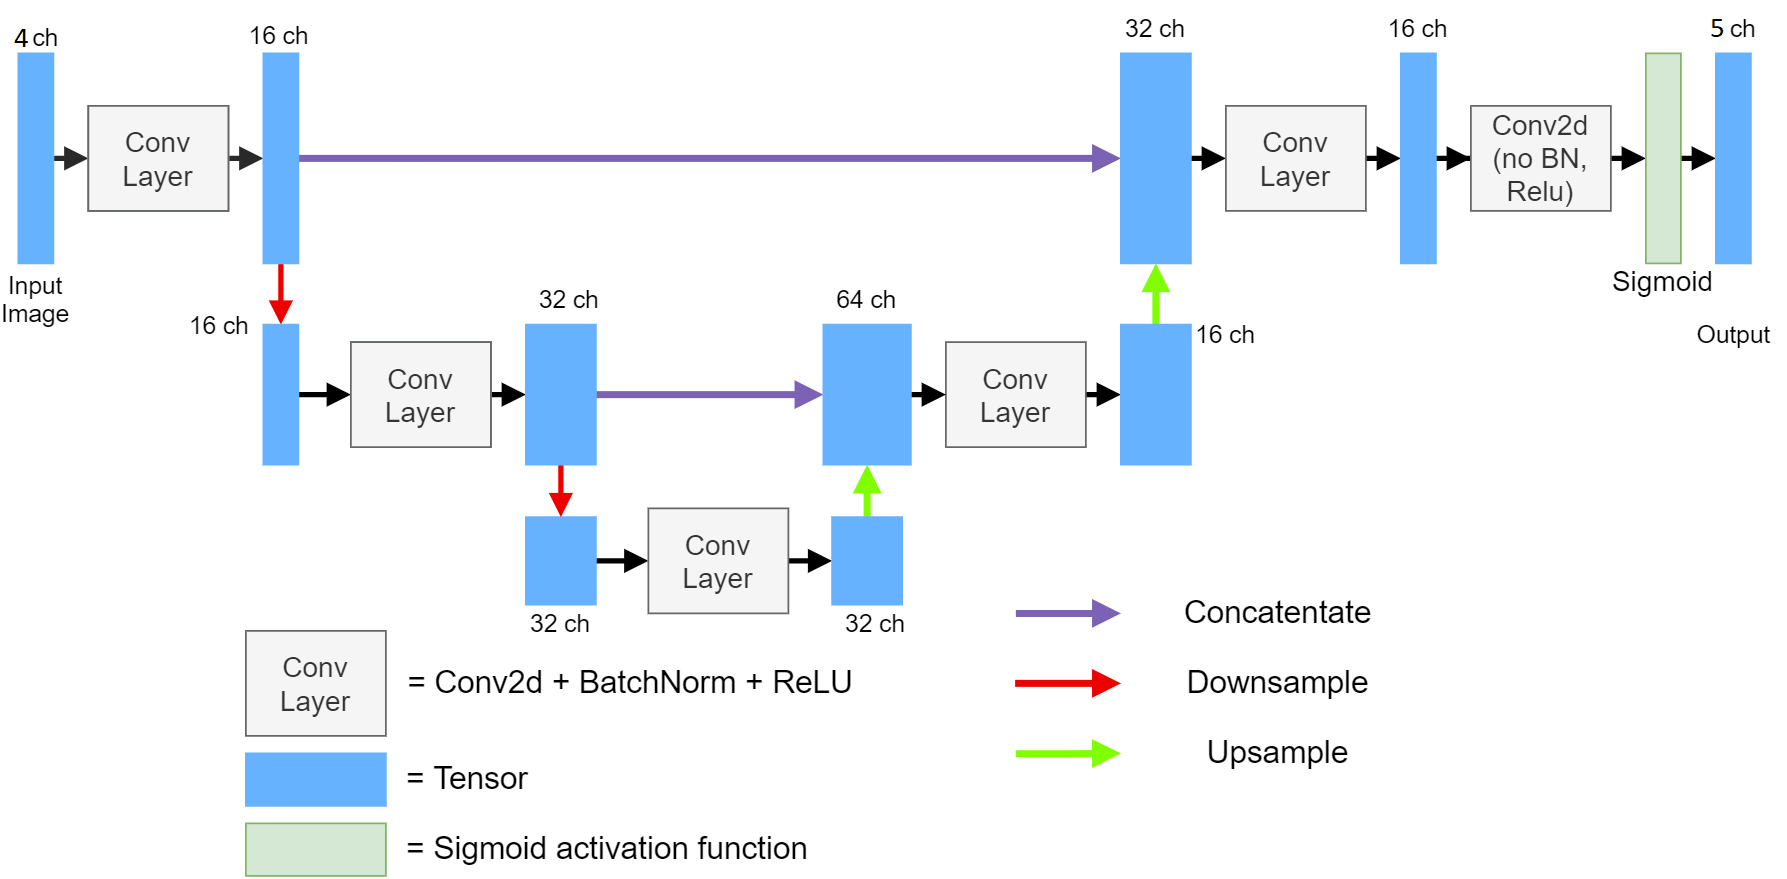 4 ch
16 ch
32 ch
16 ch
5 ch
Conv
Layer
Conv
Layer
Conv2d
(no BN,
Relu)
Input
Image
Sigmoid
Output
16 ch
32 ch
64 ch
16 ch
Conv
Layer
Conv
Layer
Conv
Layer
32 ch
32 ch
Conv
Layer
= Conv2d + BatchNorm + ReLU
= Tensor
= Sigmoid activation function
Concatentate
Downsample
Upsample